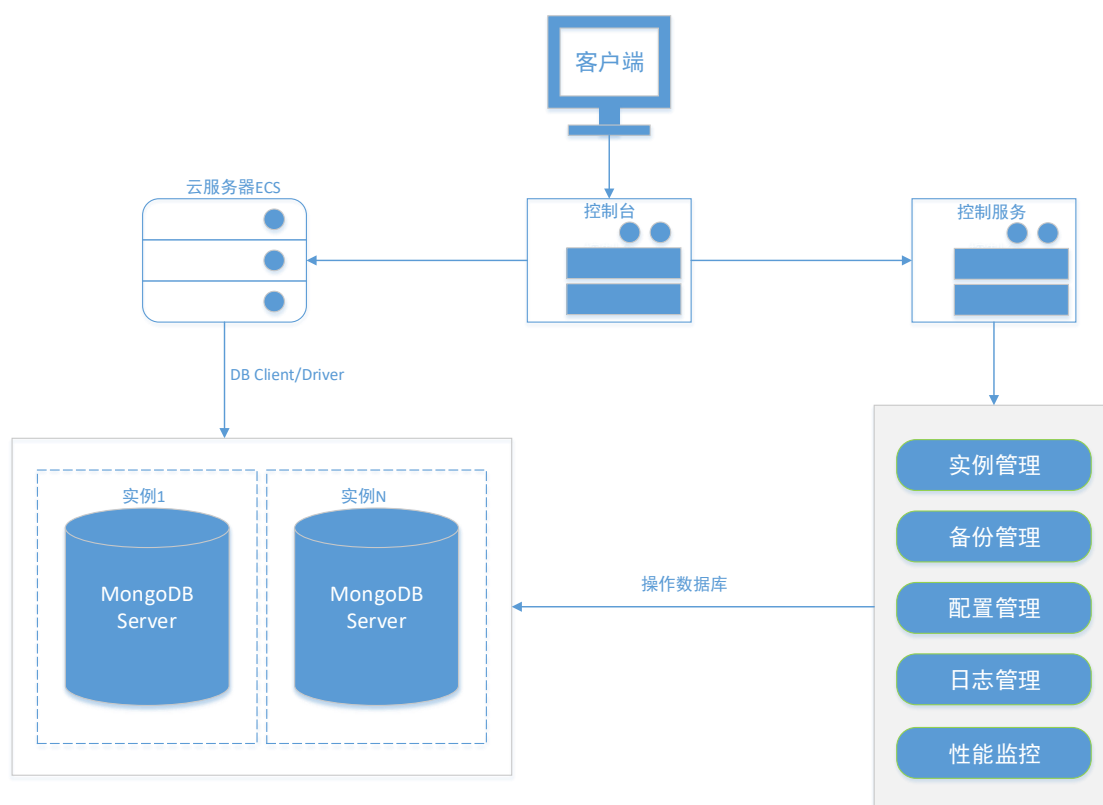 客户端
云服务器ECS
控制台
控制服务
DB Client/Driver
实例1
实例N
MongoDB
Server
MongoDB
Server
操作数据库
实例管理
备份管理
配置管理
日志管理
性能监控